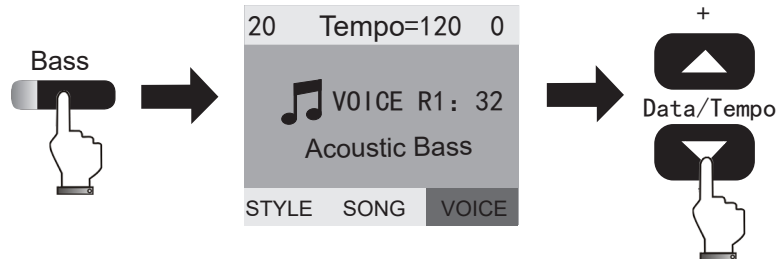 Bass
20 Tempo=120 0
VOICE R1: 32
Acoustic Bass
STYLE SONG VOICE
+
Data/Tempo